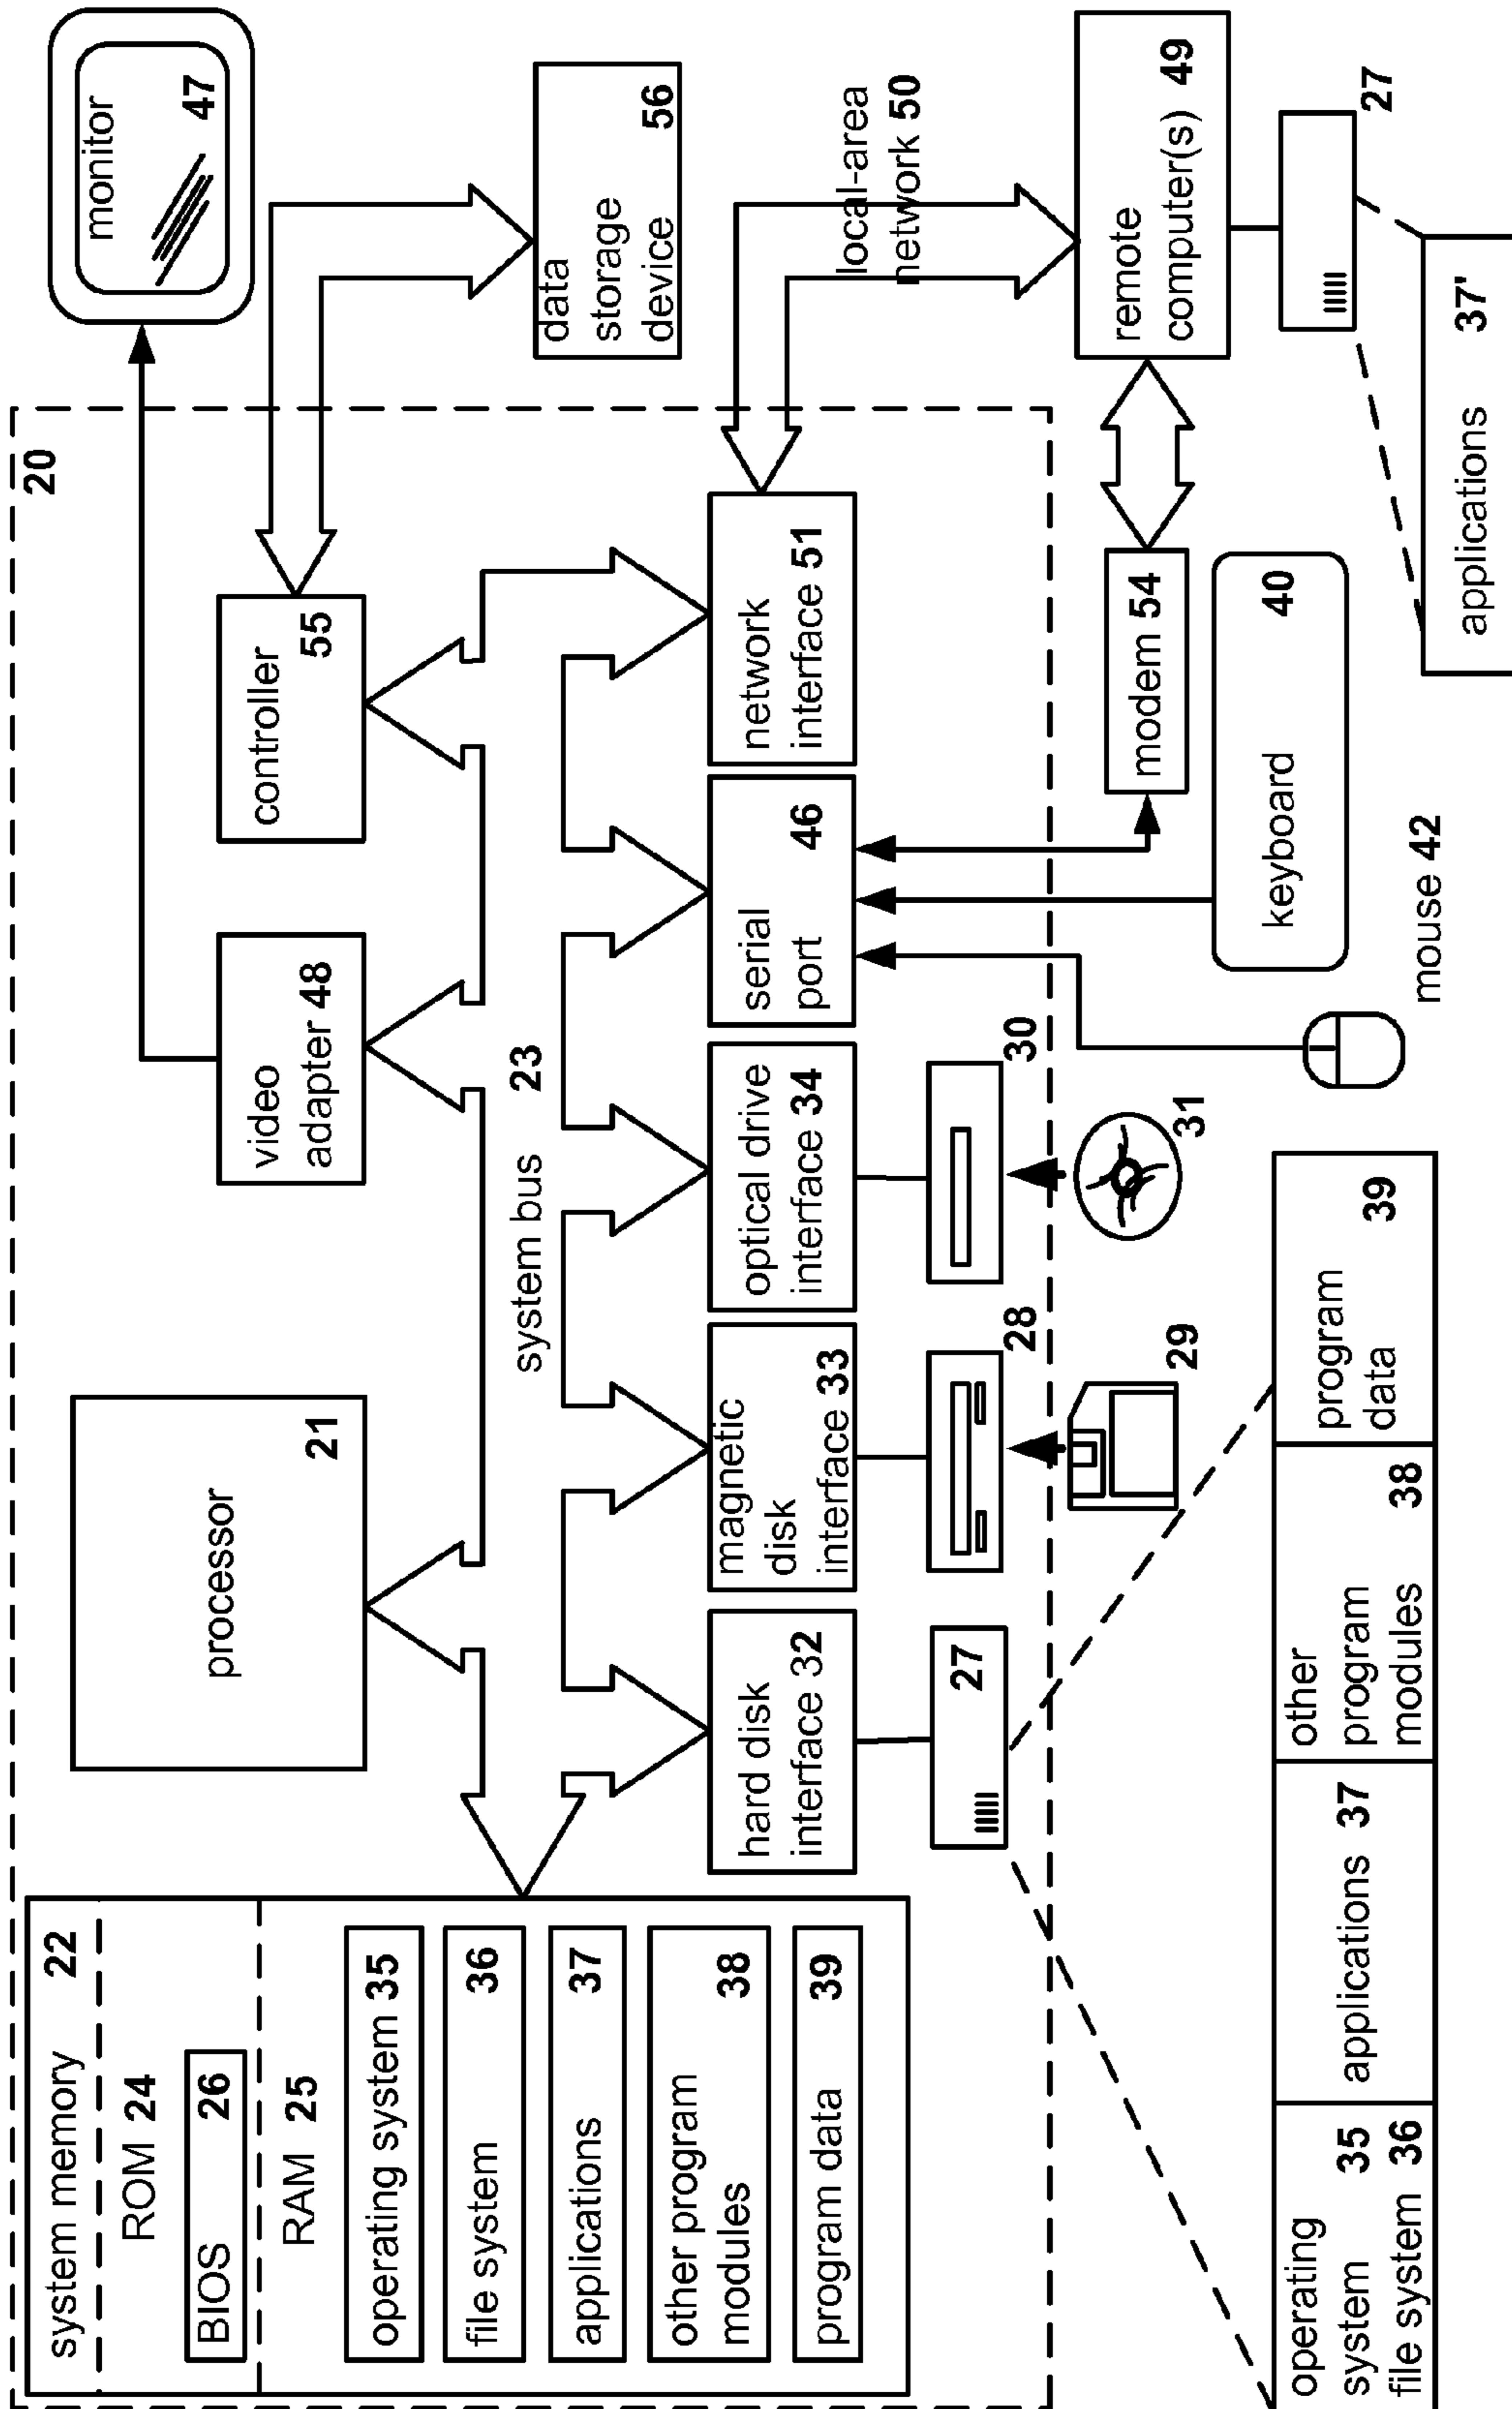 20
system memory 22
ROM 24
BIOS 26
RAM 25
operating system 35
file system 36
applications 37
other program
modules 38
program data 39
processor
21
video
adapter 48
controller
55
monitor
47
system bus 23
data
storage
device 56
hard disk
interface 32
magnetic
disk
interface 33
optical drive
interface 34
serial
port 46
network
interface 51
local-area
network 50
27
28
30
29
31
modem 54
remote
computer(s) 49
keyboard 40
mouse 42
27
operating
system 35
file system 36
applications 37
other
program
modules 38
program
data 39
applications 37'